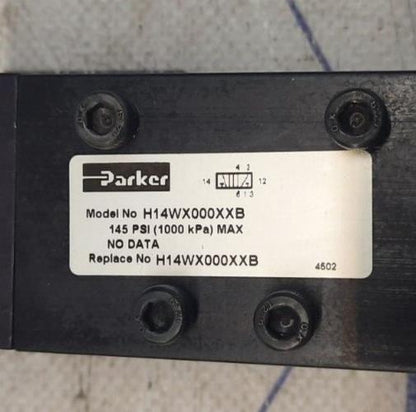 Parker
4 2
14 12
5 1 3
Model No H14WX000XXB
145 PSI (1000 kPa) MAX
NO DATA
Replace No H14WX000XXB
4502